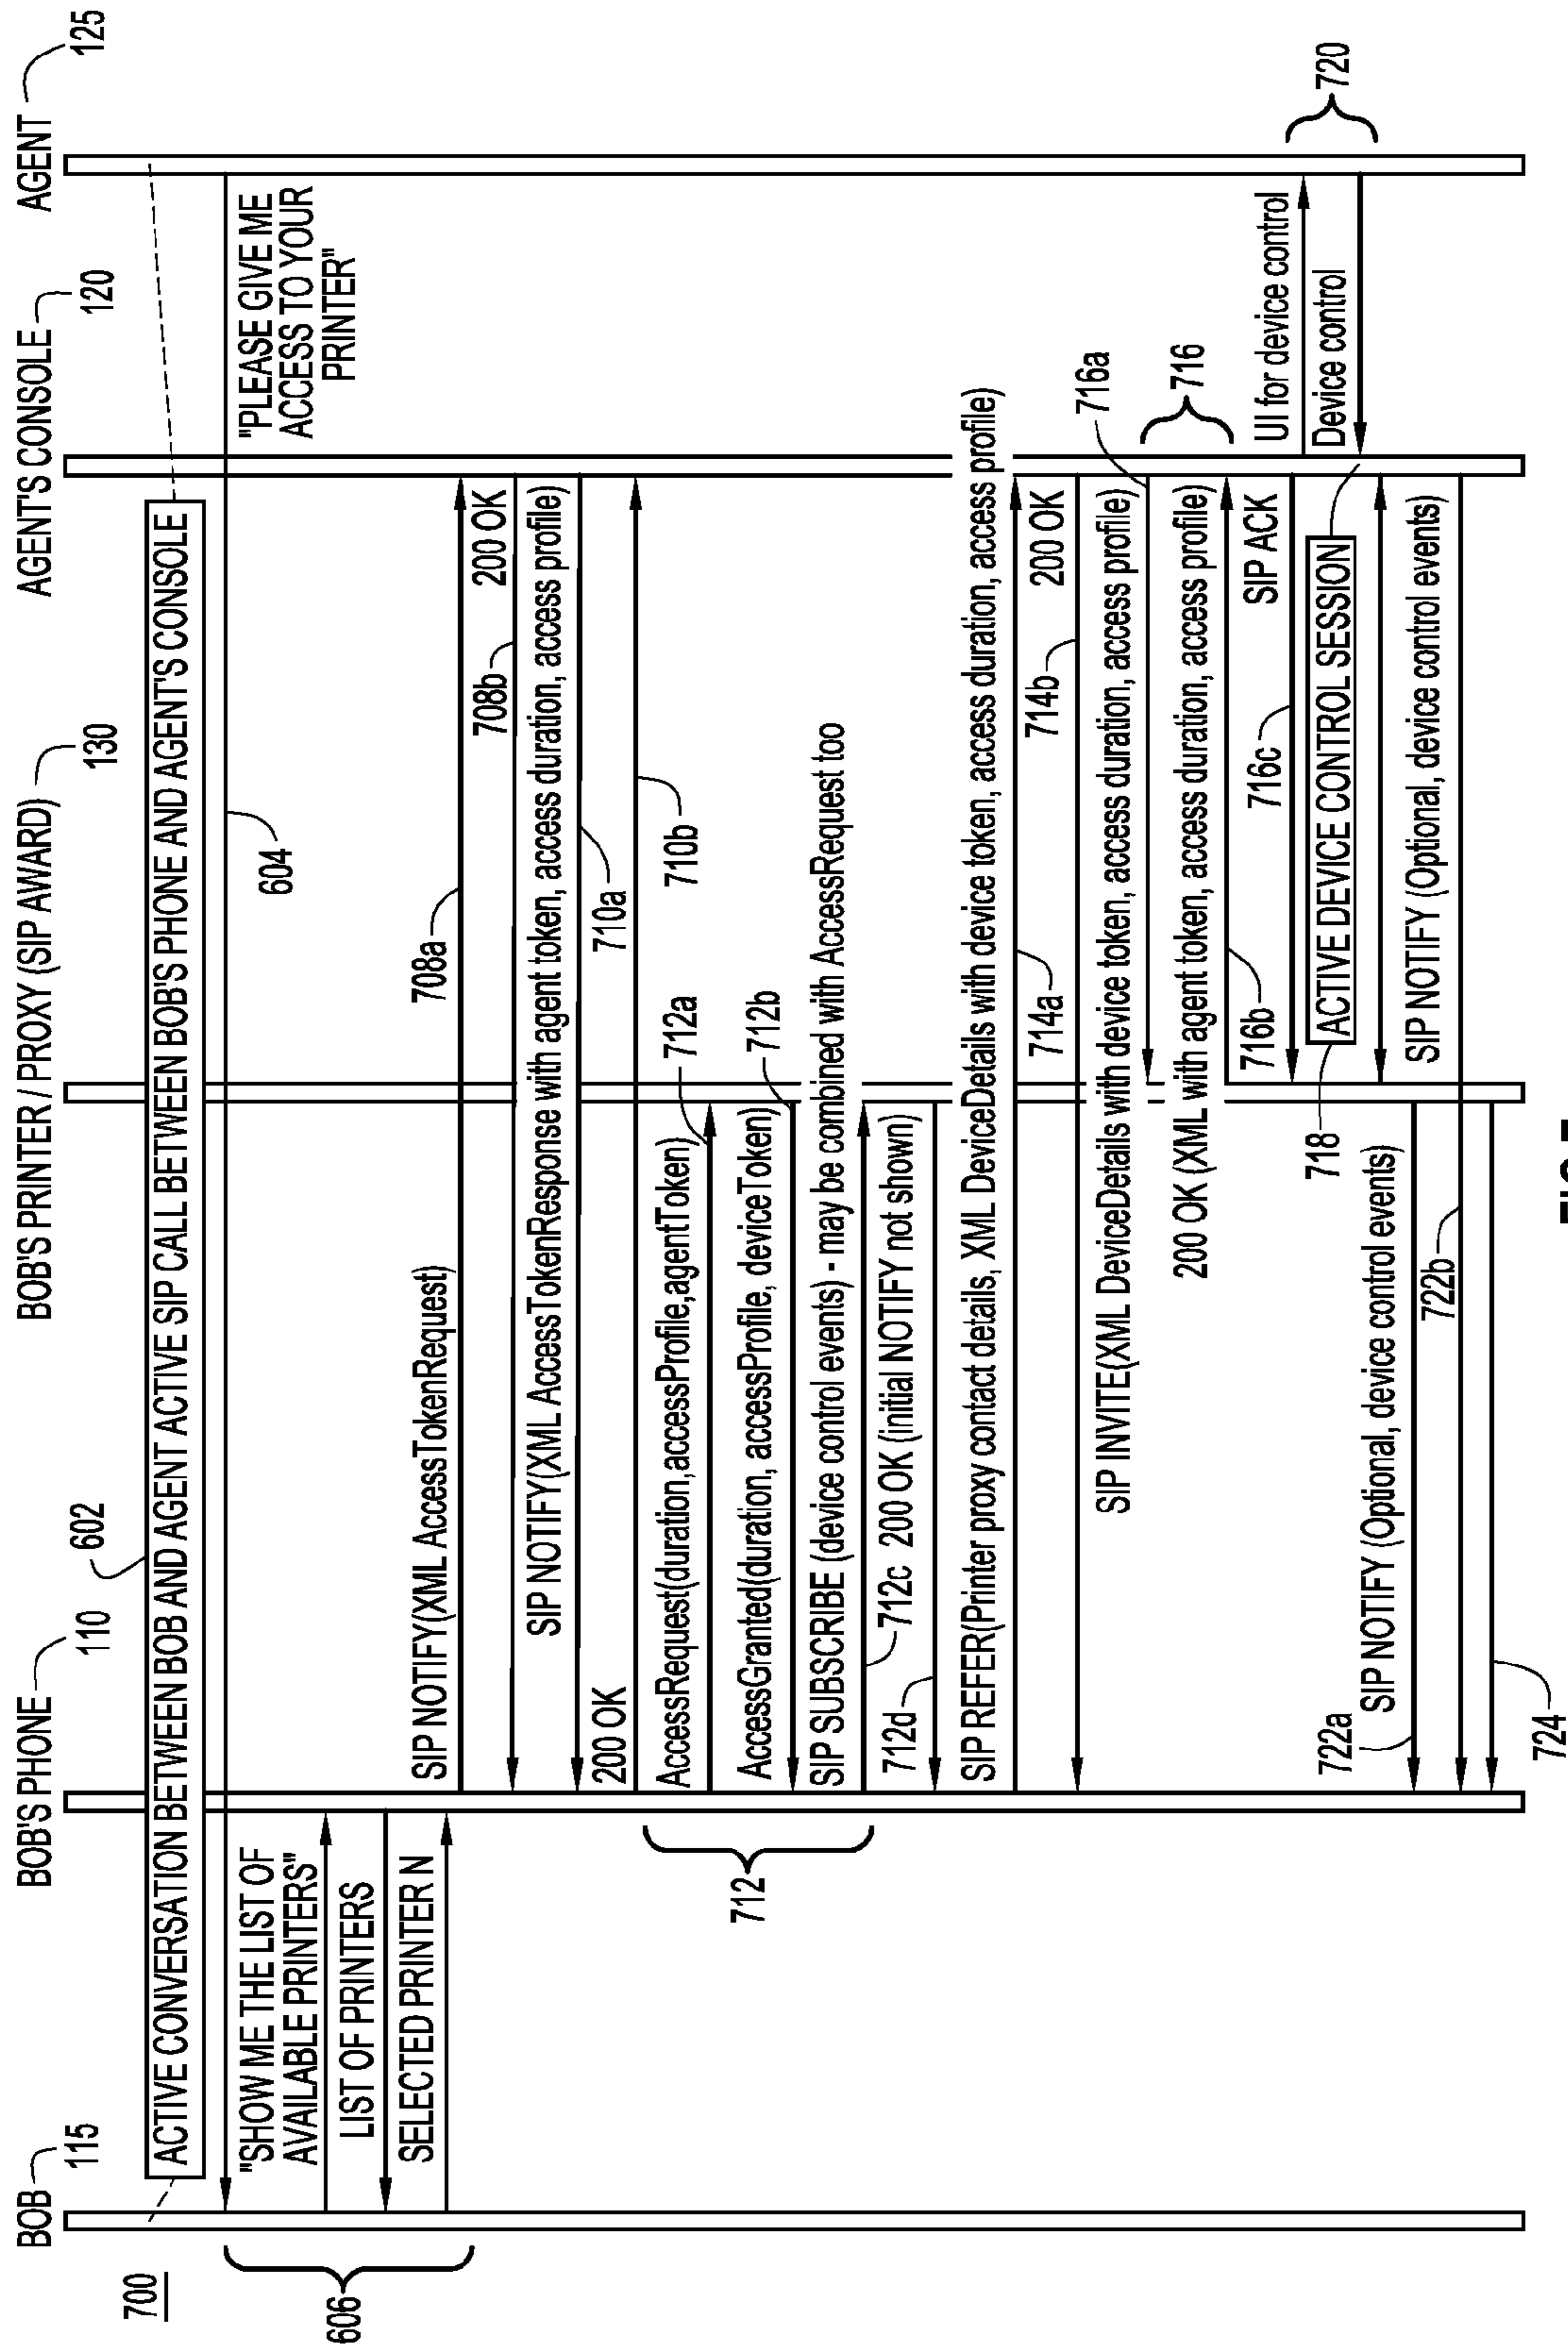 700
BOB
115
BOB'S PHONE
110
BOB'S PRINTER / PROXY (SIP AWARD)
130
AGENT'S CONSOLE
120
AGENT
125
602
ACTIVE CONVERSATION BETWEEN BOB AND AGENT ACTIVE SIP CALL BETWEEN BOB'S PHONE AND AGENT'S CONSOLE
604
"PLEASE GIVE ME
ACCESS TO YOUR
PRINTER"
606
"SHOW ME THE LIST OF
AVAILABLE PRINTERS"
LIST OF PRINTERS
SELECTED PRINTER N
SIP NOTIFY(XML AccessTokenRequest)
708a
708b
200 OK
SIP NOTIFY(XML AccessTokenResponse with agent token, access duration, access profile)
710a
200 OK
710b
712
AccessRequest(duration,accessProfile,agentToken)
712a
AccessGranted(duration, accessProfile, deviceToken)
712b
SIP SUBSCRIBE (device control events) - may be combined with AccessRequest too
712c
200 OK (initial NOTIFY not shown)
712d
SIP REFER(Printer proxy contact details, XML DeviceDetails with device token, access duration, access profile)
714a
714b
200 OK
SIP INVITE(XML DeviceDetails with device token, access duration, access profile)
716a
716
200 OK (XML with agent token, access duration, access profile)
716b
SIP ACK
716c
UI for device control
Device control
720
718
ACTIVE DEVICE CONTROL SESSION
SIP NOTIFY (Optional, device control events)
722a
SIP NOTIFY (Optional, device control events)
722b
724